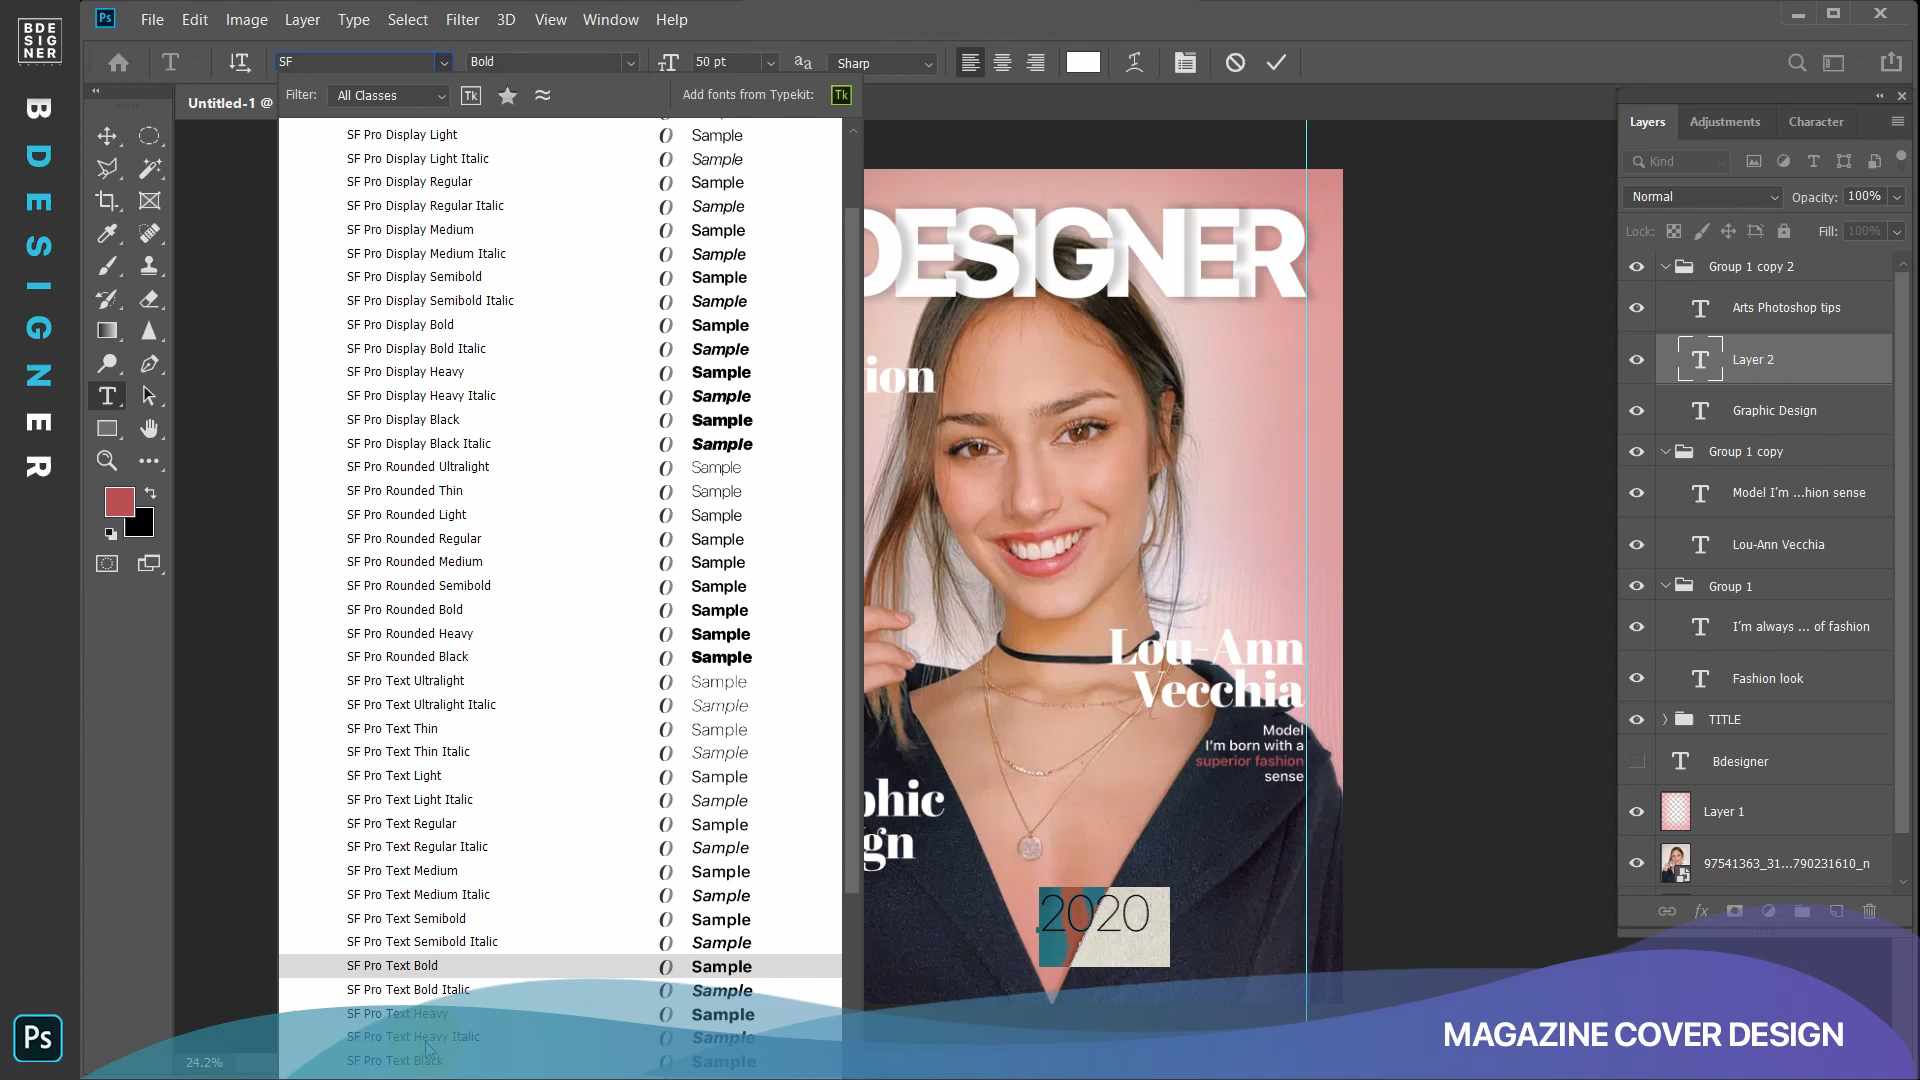 BDE
SIG
NER
BDESIGNER
Ps
File Edit Image Layer Type Select Filter 3D View Window Help
SF
Bold
50 pt
Sharp
Untitled-1 @
Filter:
All Classes
Tk
Add fonts from Typekit:
Tk
SF Pro Display Light Sample
SF Pro Display Light Italic Sample
SF Pro Display Regular Sample
SF Pro Display Regular Italic Sample
SF Pro Display Medium Sample
SF Pro Display Medium Italic Sample
SF Pro Display Semibold Sample
SF Pro Display Semibold Italic Sample
SF Pro Display Bold Sample
SF Pro Display Bold Italic Sample
SF Pro Display Heavy Sample
SF Pro Display Heavy Italic Sample
SF Pro Display Black Sample
SF Pro Display Black Italic Sample
SF Pro Rounded Ultralight Sample
SF Pro Rounded Thin Sample
SF Pro Rounded Light Sample
SF Pro Rounded Regular Sample
SF Pro Rounded Medium Sample
SF Pro Rounded Semibold Sample
SF Pro Rounded Bold Sample
SF Pro Rounded Heavy Sample
SF Pro Rounded Black Sample
SF Pro Text Ultralight Sample
SF Pro Text Ultralight Italic Sample
SF Pro Text Thin Sample
SF Pro Text Thin Italic Sample
SF Pro Text Light Sample
SF Pro Text Light Italic Sample
SF Pro Text Regular Sample
SF Pro Text Regular Italic Sample
SF Pro Text Medium Sample
SF Pro Text Medium Italic Sample
SF Pro Text Semibold Sample
SF Pro Text Semibold Italic Sample
SF Pro Text Bold Sample
SF Pro Text Bold Italic Sample
SF Pro Text Heavy Sample
SF Pro Text Heavy Italic Sample
SF Pro Text Black Sample
24.2%
DESIGNER
ion
Lou-Ann
Vecchia
Model
I'm born with a
superior fashion
sense
phic
gn
2020
Layers Adjustments Character
Kind
Normal
Opacity: 100%
Lock:
Fill: 100%
Group 1 copy 2
Arts Photoshop tips
Layer 2
Graphic Design
Group 1 copy
Model I'm ...hion sense
Lou-Ann Vecchia
Group 1
I'm always ... of fashion
Fashion look
TITLE
Bdesigner
Layer 1
97541363_31...790231610_n
fx
Ps
MAGAZINE COVER DESIGN